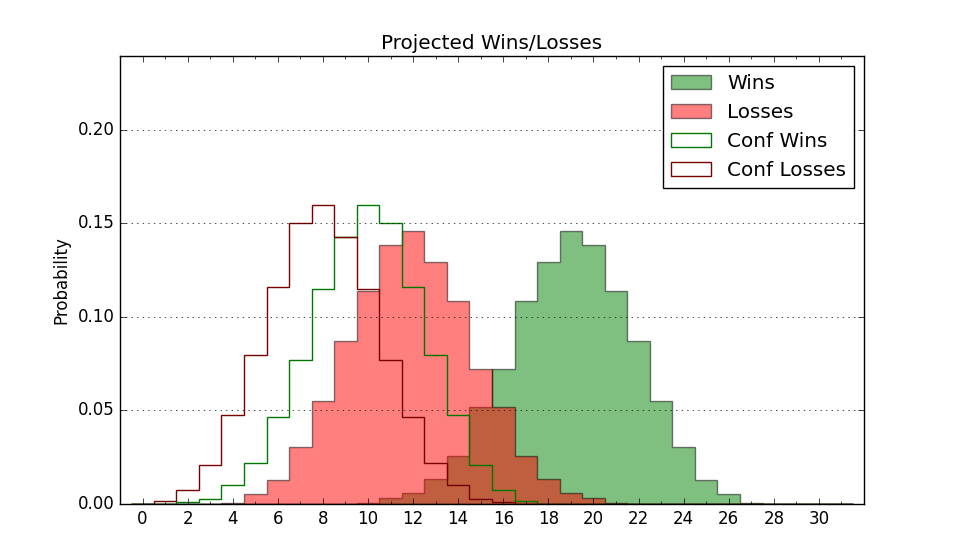 Projected Wins/Losses
Wins
Losses
Conf Wins
Conf Losses
Probability
0.20
0.15
0.10
0.05
0.00
0 2 4 6 8 10 12 14 16 18 20 22 24 26 28 30